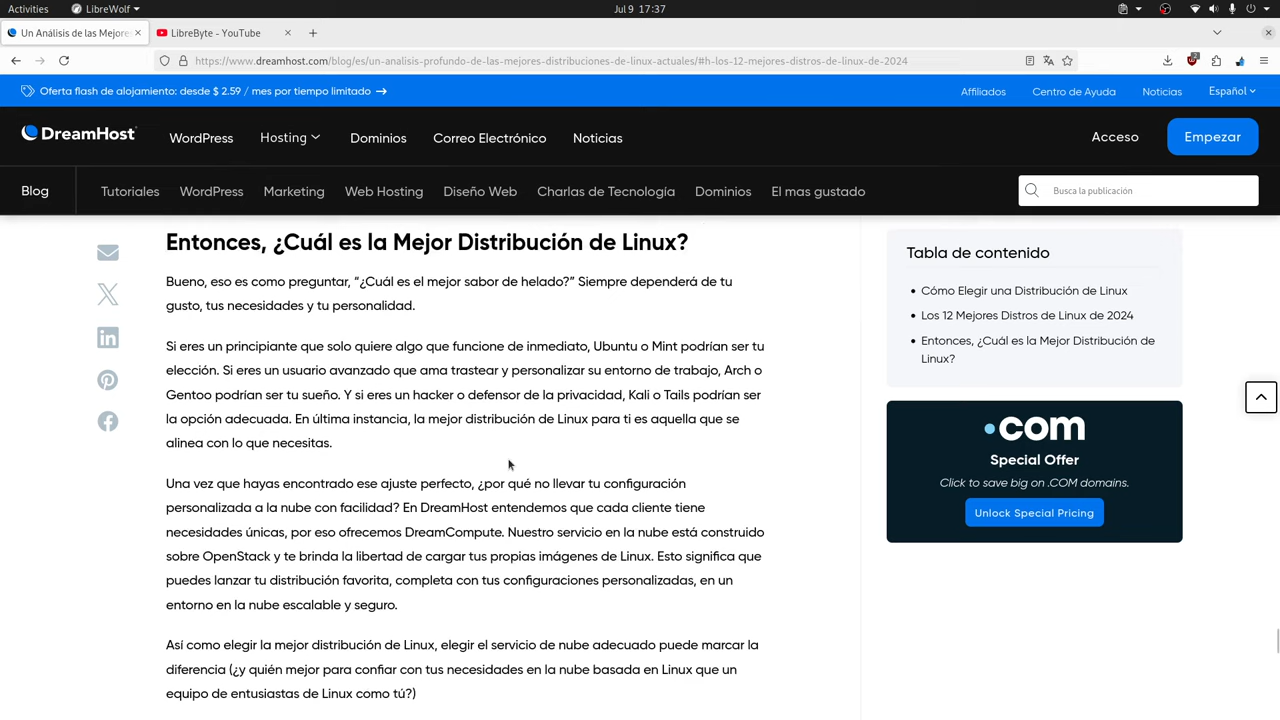 Activities
LibreWolf
Jul 9 17:37
Un Análisis de las Mejore
LibreByte - YouTube
https://www.dreamhost.com/blog/es/un-analisis-profundo-de-las-mejores-distribuciones-de-linux-actuales/#h-los-12-mejores-distros-de-linux-de-2024
Oferta flash de alojamiento: desde $ 2.59 / mes por tiempo limitado →
Affiliados
Centro de Ayuda
Noticias
Español
DreamHost
WordPress
Hosting
Dominios
Correo Electrónico
Noticias
Acceso
Empezar
Blog
Tutoriales
WordPress
Marketing
Web Hosting
Diseño Web
Charlas de Tecnología
Dominios
El mas gustado
Busca la publicación
Entonces, ¿Cuál es la Mejor Distribución de Linux?
Bueno, eso es como preguntar, “¿Cuál es el mejor sabor de helado?” Siempre dependerá de tu
gusto, tus necesidades y tu personalidad.
Si eres un principiante que solo quiere algo que funcione de inmediato, Ubuntu o Mint podrían ser tu
elección. Si eres un usuario avanzado que ama trastear y personalizar su entorno de trabajo, Arch o
Gentoo podrían ser tu sueño. Y si eres un hacker o defensor de la privacidad, Kali o Tails podrían ser
la opción adecuada. En última instancia, la mejor distribución de Linux para ti es aquella que se
alinea con lo que necesitas.
Una vez que hayas encontrado ese ajuste perfecto, ¿por qué no llevar tu configuración
personalizada a la nube con facilidad? En DreamHost entendemos que cada cliente tiene
necesidades únicas, por eso ofrecemos DreamCompute. Nuestro servicio en la nube está construido
sobre OpenStack y te brinda la libertad de cargar tus propias imágenes de Linux. Esto significa que
puedes lanzar tu distribución favorita, completa con tus configuraciones personalizadas, en un
entorno en la nube escalable y seguro.
Así como elegir la mejor distribución de Linux, elegir el servicio de nube adecuado puede marcar la
diferencia (¿y quién mejor para confiar con tus necesidades en la nube basada en Linux que un
equipo de entusiastas de Linux como tú?)
Tabla de contenido
Cómo Elegir una Distribución de Linux
Los 12 Mejores Distros de Linux de 2024
Entonces, ¿Cuál es la Mejor Distribución de
Linux?
.com
Special Offer
Click to save big on .COM domains.
Unlock Special Pricing